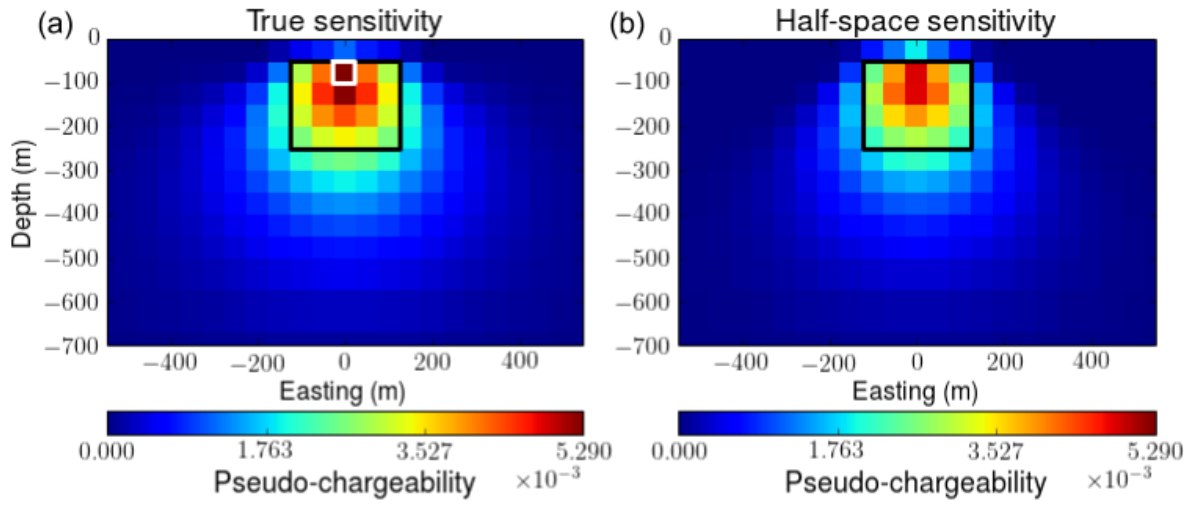 (a) True sensitivity
0
−100
−200
−300
−400
−500
−600
−700
Depth (m)
−400 −200 0 200 400
Easting (m)
0.000 1.763 3.527 5.290
Pseudo-chargeability ×10−3
(b) Half-space sensitivity
0
−100
−200
−300
−400
−500
−600
−700
−400 −200 0 200 400
Easting (m)
0.000 1.763 3.527 5.290
Pseudo-chargeability ×10−3